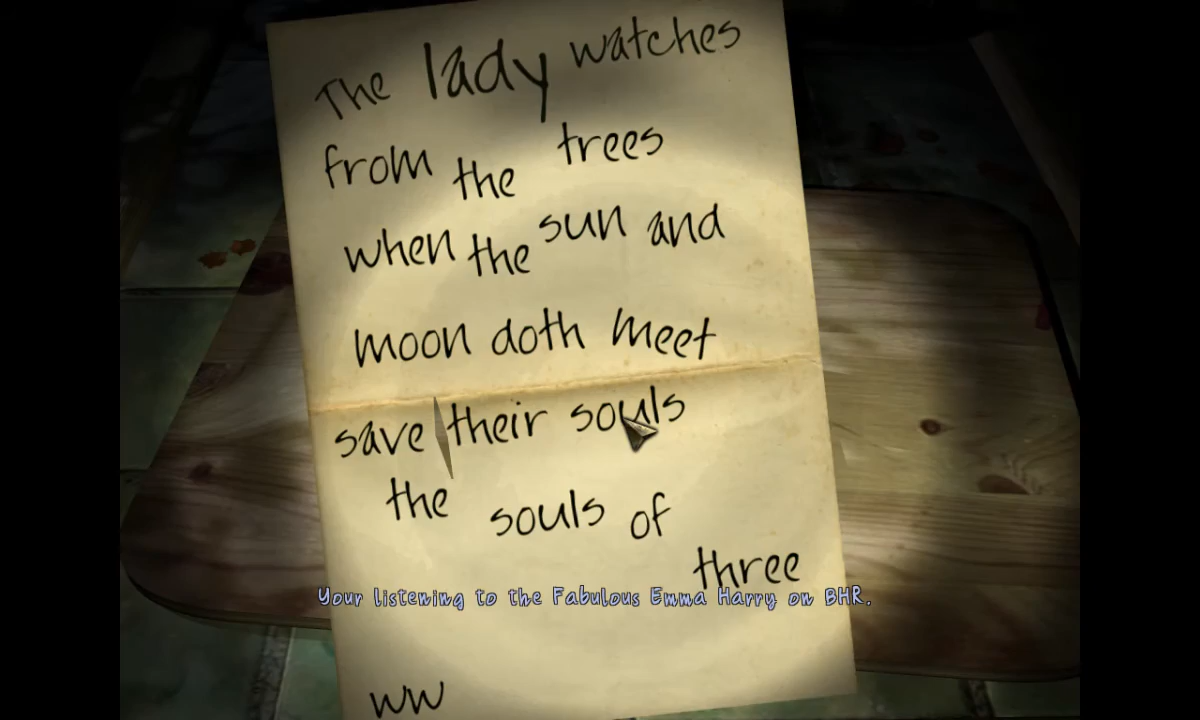 The lady watches
from the trees
when the sun and
moon doth meet
save their souls
the souls of
three
Your listening to the Fabulous Emma Harry on BHR.
ww